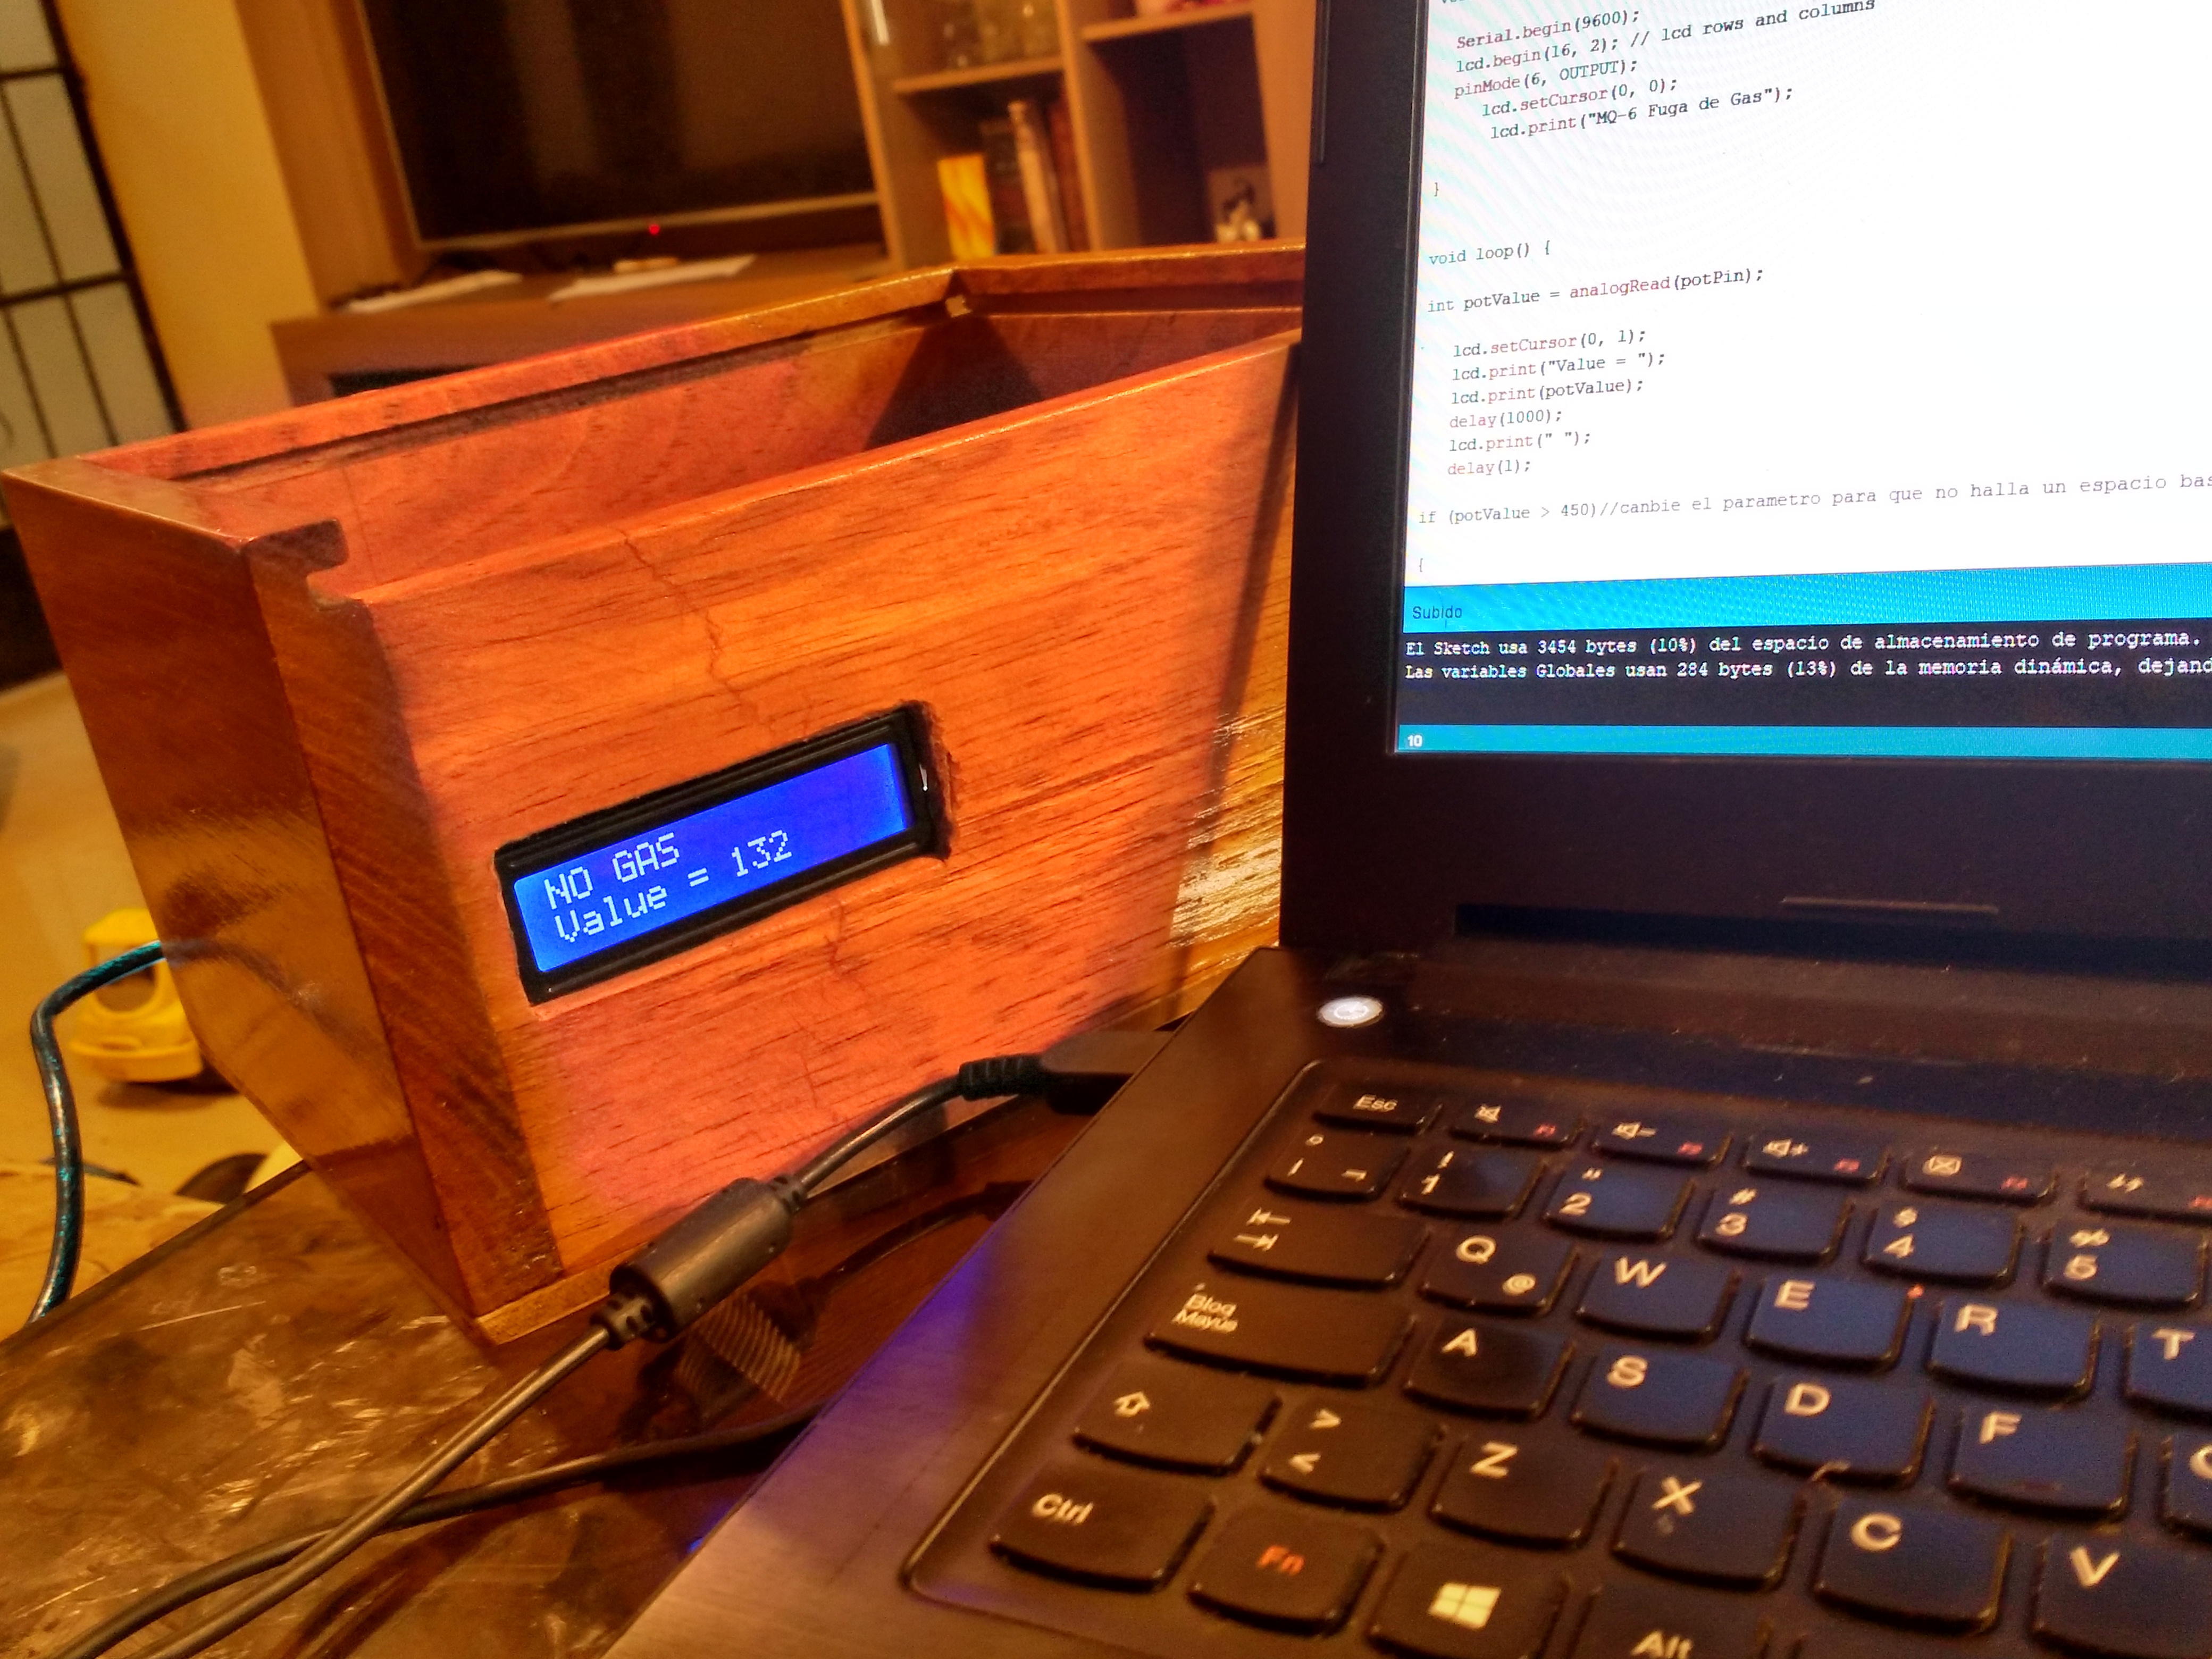 Serial.begin(9600);
lcd.begin(16, 2); // lcd rows and columns
pinMode(6, OUTPUT);
lcd.setCursor(0, 0);
lcd.print("MQ-6 Fuga de Gas");
}
void loop() {
int potValue = analogRead(potPin);
lcd.setCursor(0, 1);
lcd.print("Value = ");
lcd.print(potValue);
delay(1000);
lcd.print(" ");
delay(1);
if (potValue > 450)//canbie el parametro para que no halla un espacio bas
{
Subido
El Sketch usa 3454 bytes (10%) del espacio de almacenamiento de programa.
Las variables Globales usan 284 bytes (13%) de la memoria dinámica, dejand
10
NO GAS
Value = 132
Esc
! 1 " 2 # 3 $ 4 % 5
Q @ W E R T
Bloq Mayús A S D F
> < Z X C V
Ctrl Fn Alt